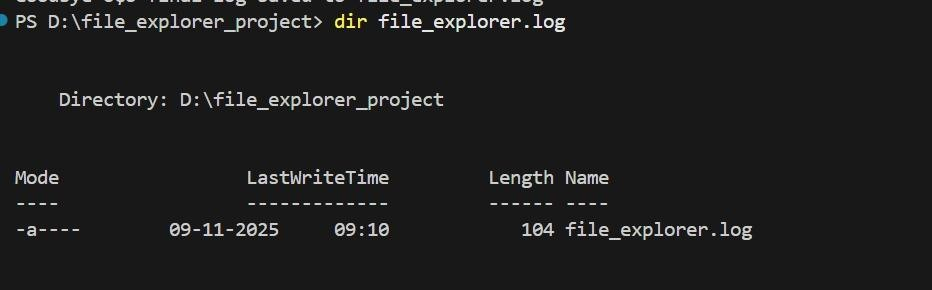 PS D:\file_explorer_project> dir file_explorer.log
Directory: D:\file_explorer_project
Mode LastWriteTime Length Name
---- ------------- ------ ----
-a---- 09-11-2025 09:10 104 file_explorer.log